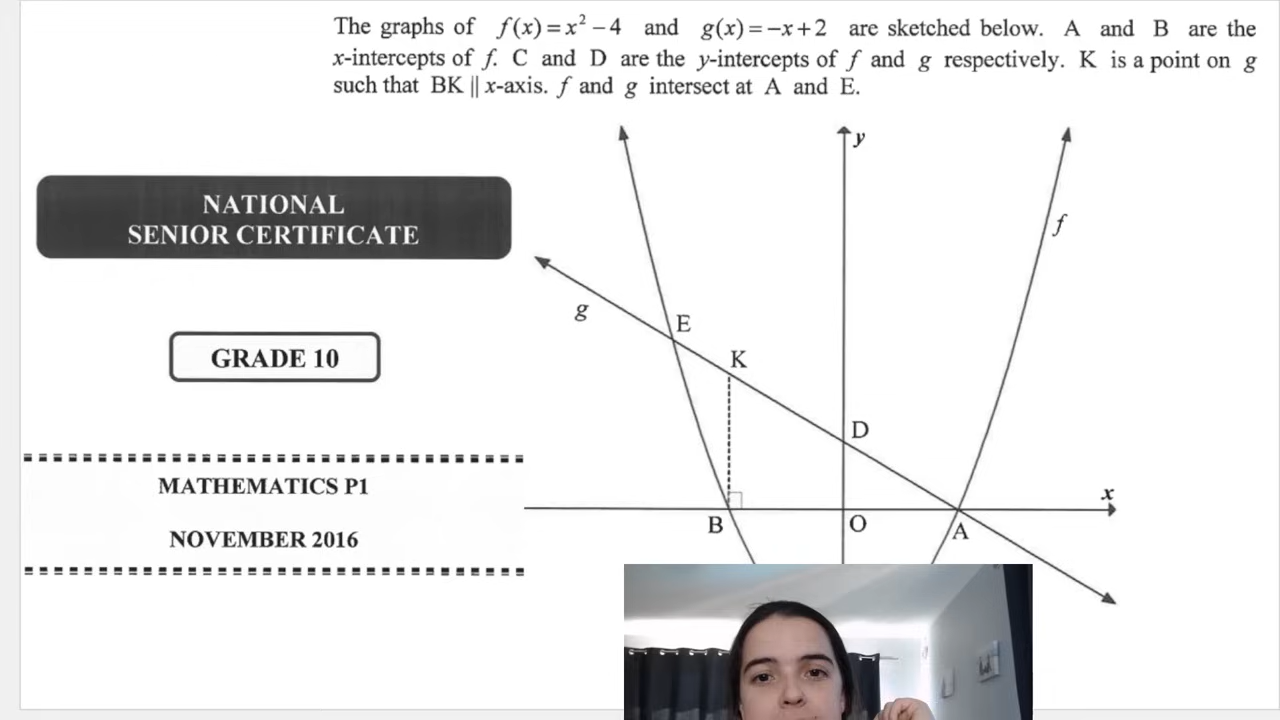 The graphs of f(x) = x² – 4 and g(x) = –x + 2 are sketched below. A and B are the
x-intercepts of f. C and D are the y-intercepts of f and g respectively. K is a point on g
such that BK || x-axis. f and g intersect at A and E.
NATIONAL
SENIOR CERTIFICATE
GRADE 10
MATHEMATICS P1
NOVEMBER 2016
y
f
g
E
K
D
x
B
O
A